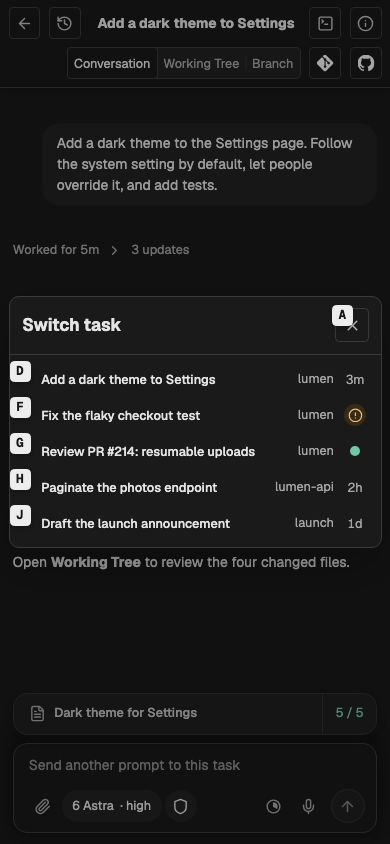 Add a dark theme to Settings
Conversation Working Tree Branch
Add a dark theme to the Settings page. Follow
the system setting by default, let people
override it, and add tests.
Worked for 5m > 3 updates
Switch task A
D Add a dark theme to Settings lumen 3m
F Fix the flaky checkout test lumen
G Review PR #214: resumable uploads lumen
H Paginate the photos endpoint lumen-api 2h
J Draft the launch announcement launch 1d
Open Working Tree to review the four changed files.
Dark theme for Settings 5 / 5
Send another prompt to this task
6 Astra · high